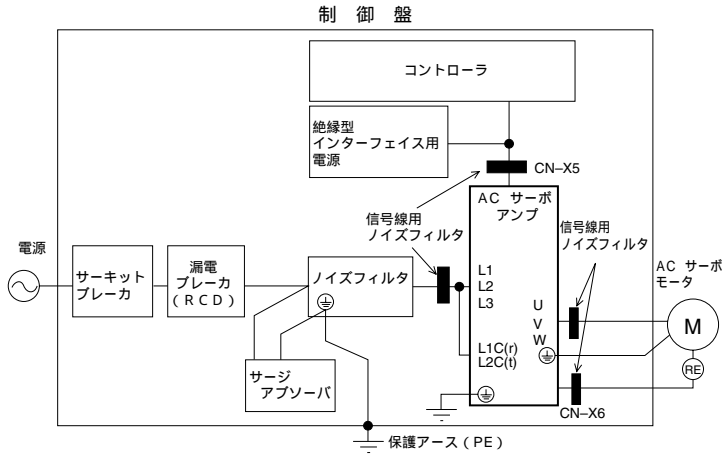 制 御 盤
コントローラ
絶縁型
インターフェイス用
電源
CN–X5
AC サーボ
アンプ
信号線用
ノイズフィルタ
信号線用
ノイズフィルタ
電源
サーキット
ブレーカ
漏電
ブレーカ
(ＲＣＤ)
ノイズフィルタ
L1
L2
L3
L1C(r)
L2C(t)
U
V
W
AC サーボ
モータ
M
RE
サージ
アブソーバ
CN–X6
保護アース（PE）